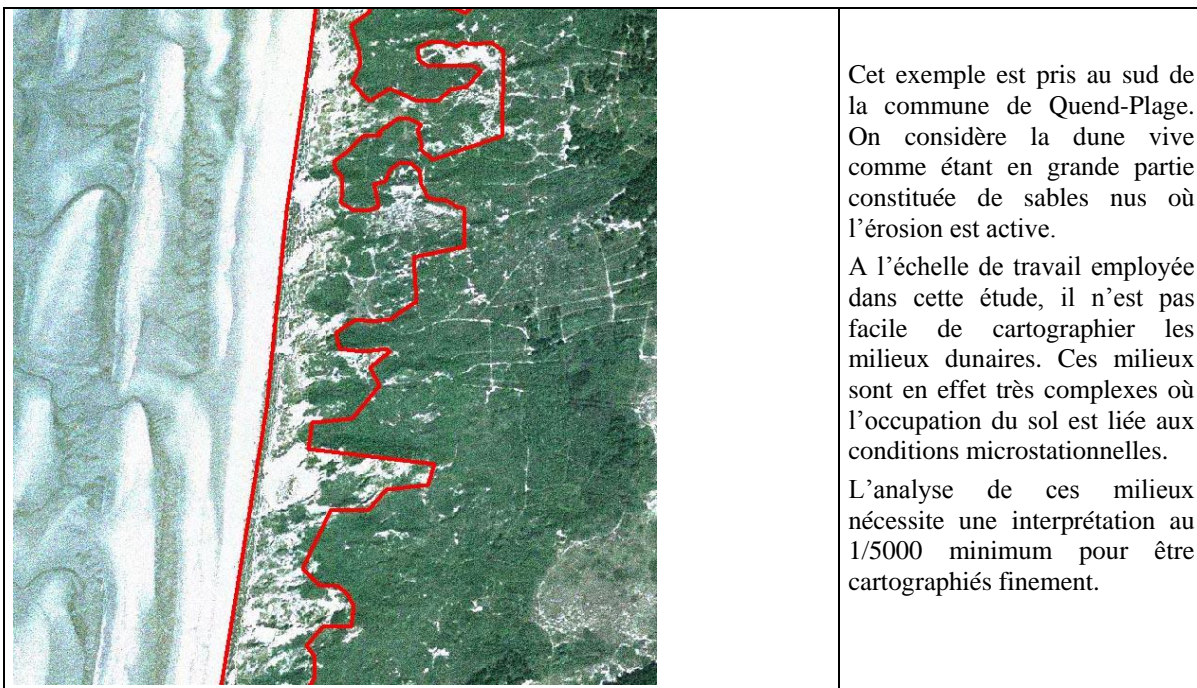 Cet exemple est pris au sud de
la commune de Quend-Plage.
On considère la dune vive
comme étant en grande partie
constituée de sables nus où
l’érosion est active.
A l’échelle de travail employée
dans cette étude, il n’est pas
facile de cartographier les
milieux dunaires. Ces milieux
sont en effet très complexes où
l’occupation du sol est liée aux
conditions microstationnelles.
L’analyse de ces milieux
nécessite une interprétation au
1/5000 minimum pour être
cartographiés finement.